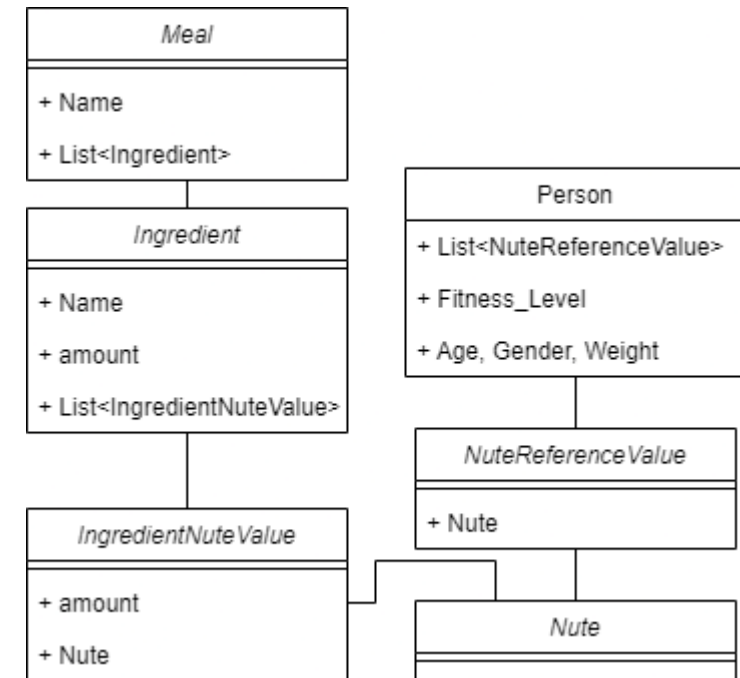 Meal
+ Name
+ List<Ingredient>
Ingredient
+ Name
+ amount
+ List<IngredientNuteValue>
IngredientNuteValue
+ amount
+ Nute
Person
+ List<NuteReferenceValue>
+ Fitness_Level
+ Age, Gender, Weight
NuteReferenceValue
+ Nute
Nute